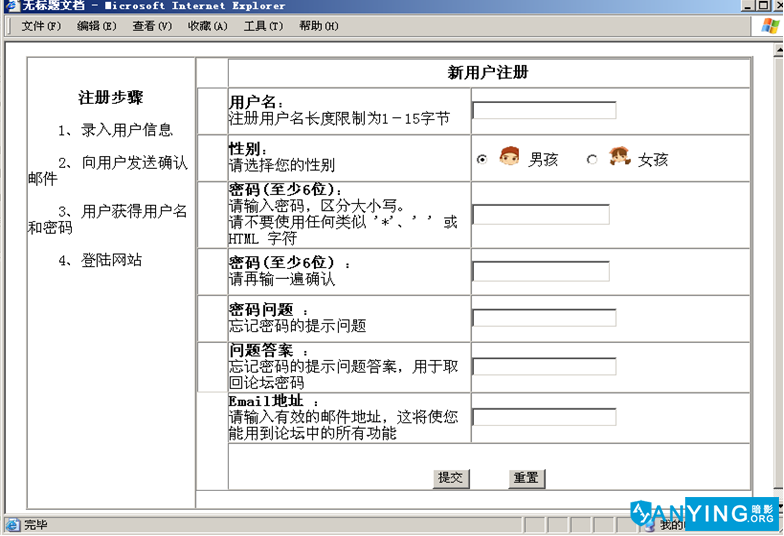 无标题文档 - Microsoft Internet Explorer
文件(F) 编辑(E) 查看(V) 收藏(A) 工具(T) 帮助(H)
注册步骤
1、录入用户信息
2、向用户发送确认
邮件
3、用户获得用户名
和密码
4、登陆网站
新用户注册
用户名:
注册用户名长度限制为1－15字节
性别:
请选择您的性别
男孩 女孩
密码(至少6位):
请输入密码, 区分大小写。
请不要使用任何类似 '*'、' ' 或
HTML 字符
密码(至少6位) :
请再输一遍确认
密码问题 :
忘记密码的提示问题
问题答案 :
忘记密码的提示问题答案, 用于取
回论坛密码
Email地址 :
请输入有效的邮件地址, 这将使您
能用到论坛中的所有功能
提交 重置
完毕
我的
ANYING 暗影
.ORG